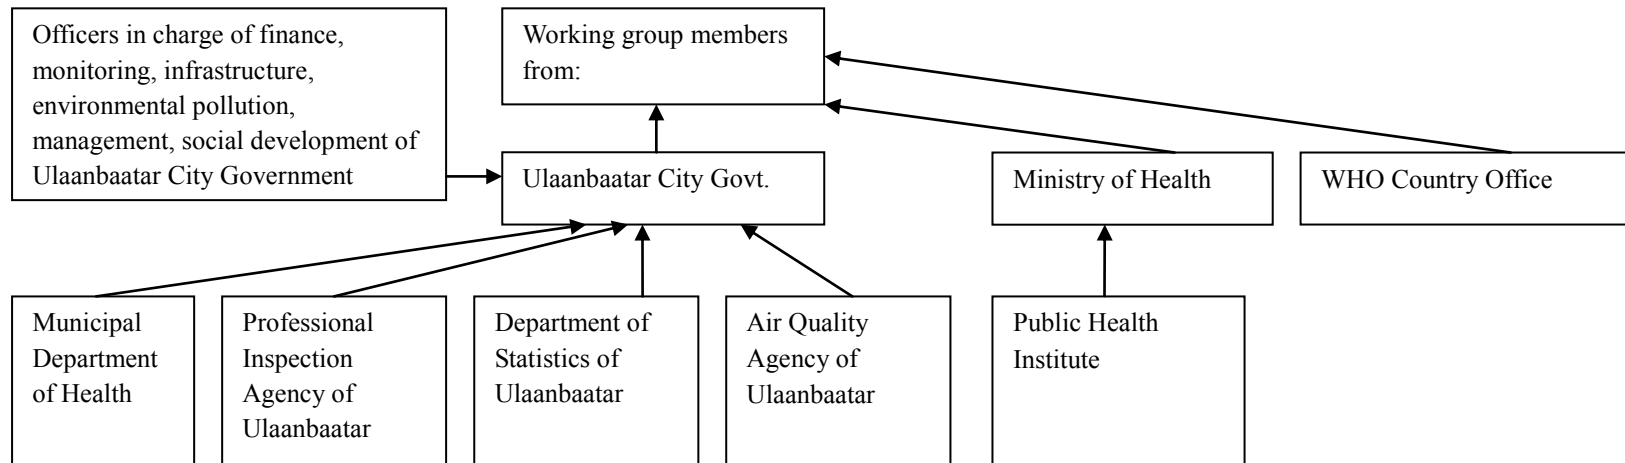 Officers in charge of finance,
monitoring, infrastructure,
environmental pollution,
management, social development of
Ulaanbaatar City Government
Working group members
from:
Ulaanbaatar City Govt.
Ministry of Health
WHO Country Office
Municipal
Department
of Health
Professional
Inspection
Agency of
Ulaanbaatar
Department of
Statistics of
Ulaanbaatar
Air Quality
Agency of
Ulaanbaatar
Public Health
Institute